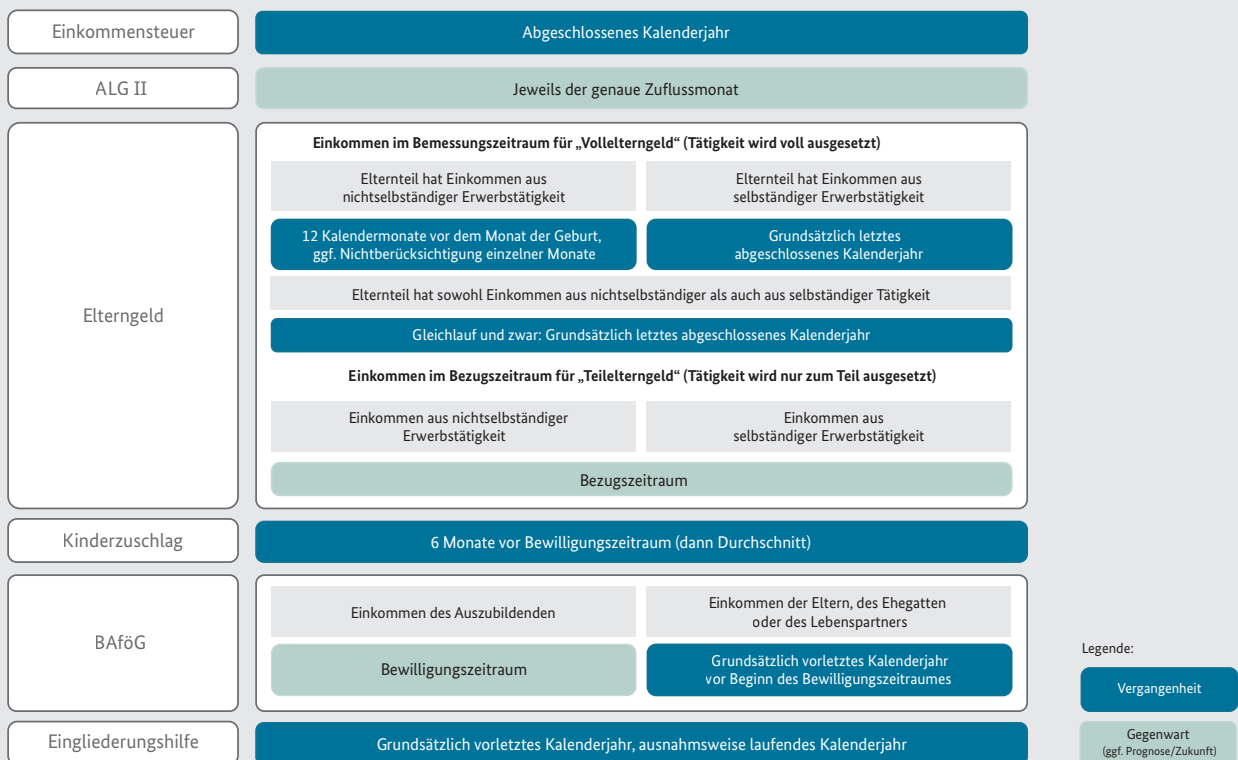 Einkommensteuer
Abgeschlossenes Kalenderjahr
ALG II
Jeweils der genaue Zuflussmonat
Elterngeld
Einkommen im Bemessungszeitraum für „Vollelterngeld“ (Tätigkeit wird voll ausgesetzt)
Elternteil hat Einkommen aus
nichtselbständiger Erwerbstätigkeit
Elternteil hat Einkommen aus
selbständiger Erwerbstätigkeit
12 Kalendermonate vor dem Monat der Geburt,
ggf. Nichtberücksichtigung einzelner Monate
Grundsätzlich letztes
abgeschlossenes Kalenderjahr
Elternteil hat sowohl Einkommen aus nichtselbständiger als auch aus selbständiger Tätigkeit
Gleichlauf und zwar: Grundsätzlich letztes abgeschlossenes Kalenderjahr
Einkommen im Bezugszeitraum für „Teilelterngeld“ (Tätigkeit wird nur zum Teil ausgesetzt)
Einkommen aus nichtselbständiger
Erwerbstätigkeit
Einkommen aus
selbständiger Erwerbstätigkeit
Bezugszeitraum
Kinderzuschlag
6 Monate vor Bewilligungszeitraum (dann Durchschnitt)
BAföG
Einkommen des Auszubildenden
Einkommen der Eltern, des Ehegatten
oder des Lebenspartners
Bewilligungszeitraum
Grundsätzlich vorletztes Kalenderjahr
vor Beginn des Bewilligungszeitraumes
Eingliederungshilfe
Grundsätzlich vorletztes Kalenderjahr, ausnahmsweise laufendes Kalenderjahr
Legende:
Vergangenheit
Gegenwart
(ggf. Prognose/Zukunft)